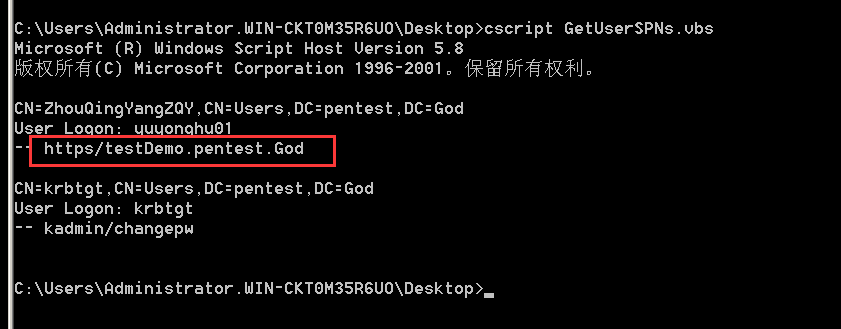 C:\Users\Administrator.WIN-CKT0M35R6UO\Desktop>cscript GetUserSPNs.vbs
Microsoft (R) Windows Script Host Version 5.8
版权所有(C) Microsoft Corporation 1996-2001。保留所有权利。
CN=ZhouQingYangZQY,CN=Users,DC=pentest,DC=God
User Logon: yuyonghu01
-- https/testDemo.pentest.God
CN=krbtgt,CN=Users,DC=pentest,DC=God
User Logon: krbtgt
-- kadmin/changepw
C:\Users\Administrator.WIN-CKT0M35R6UO\Desktop>_